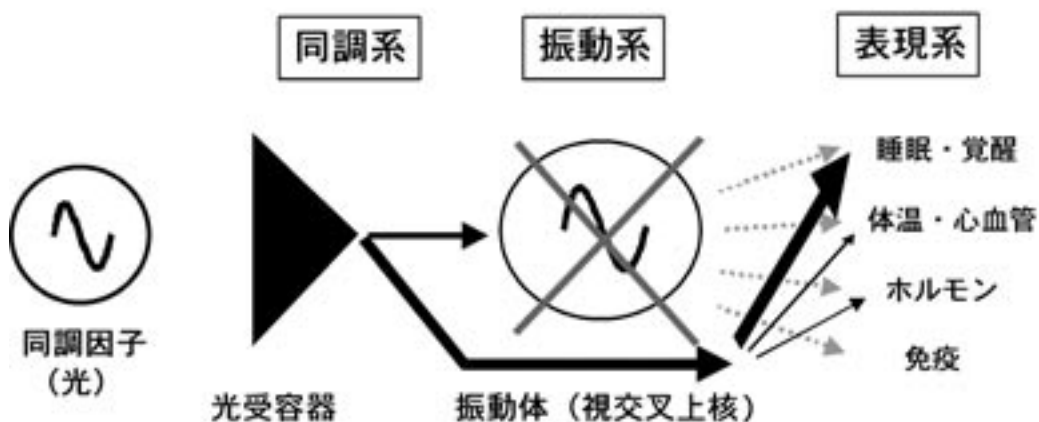 同調系
振動系
表現系
睡眠・覚醒
体温・心血管
ホルモン
免疫
同調因子
（光）
光受容器
振動体（視交叉上核）